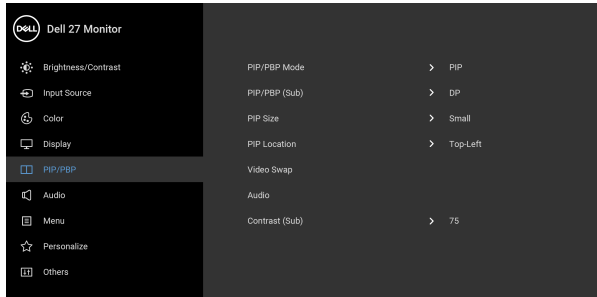 DELL Dell 27 Monitor
Brightness/Contrast
Input Source
Color
Display
PIP/PBP
Audio
Menu
Personalize
Others
PIP/PBP Mode PIP
PIP/PBP (Sub) DP
PIP Size Small
PIP Location Top-Left
Video Swap
Audio
Contrast (Sub) 75